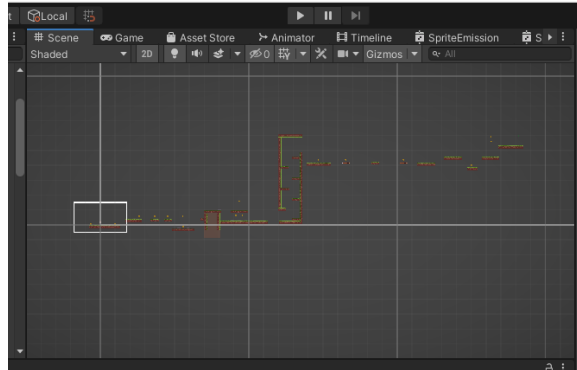 t Local
Scene Game Asset Store Animator Timeline SpriteEmission S
Shaded 2D 0 Gizmos All